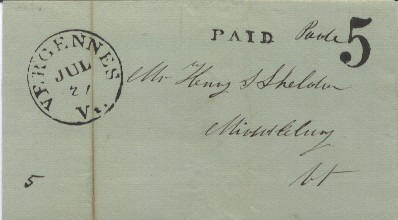 PAID Paid 5
VERGENNES
JUL
21
Vt.
Mr Henry S Sheldon
Middlebury
Vt
5